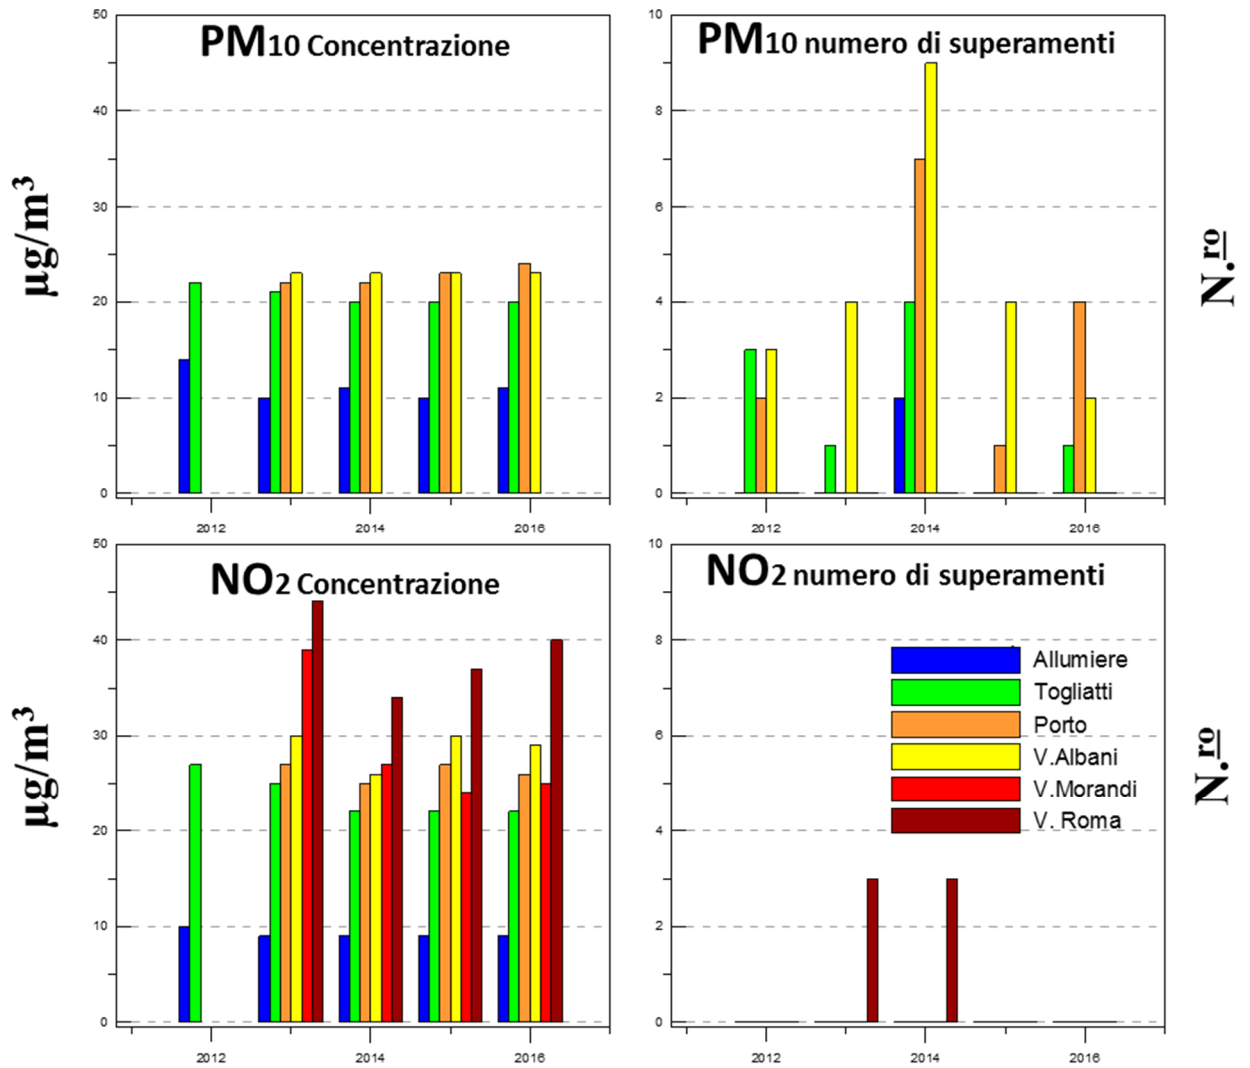 PM10 Concentrazione
50
40
30
20
10
0
2012 2014 2016
µg/m3
PM10 numero di superamenti
10
8
6
4
2
0
2012 2014 2016
N.ro
NO2 Concentrazione
50
40
30
20
10
0
2012 2014 2016
µg/m3
NO2 numero di superamenti
10
8
6
4
2
0
2012 2014 2016
Allumiere
Togliatti
Porto
V.Albani
V.Morandi
V. Roma
N.ro